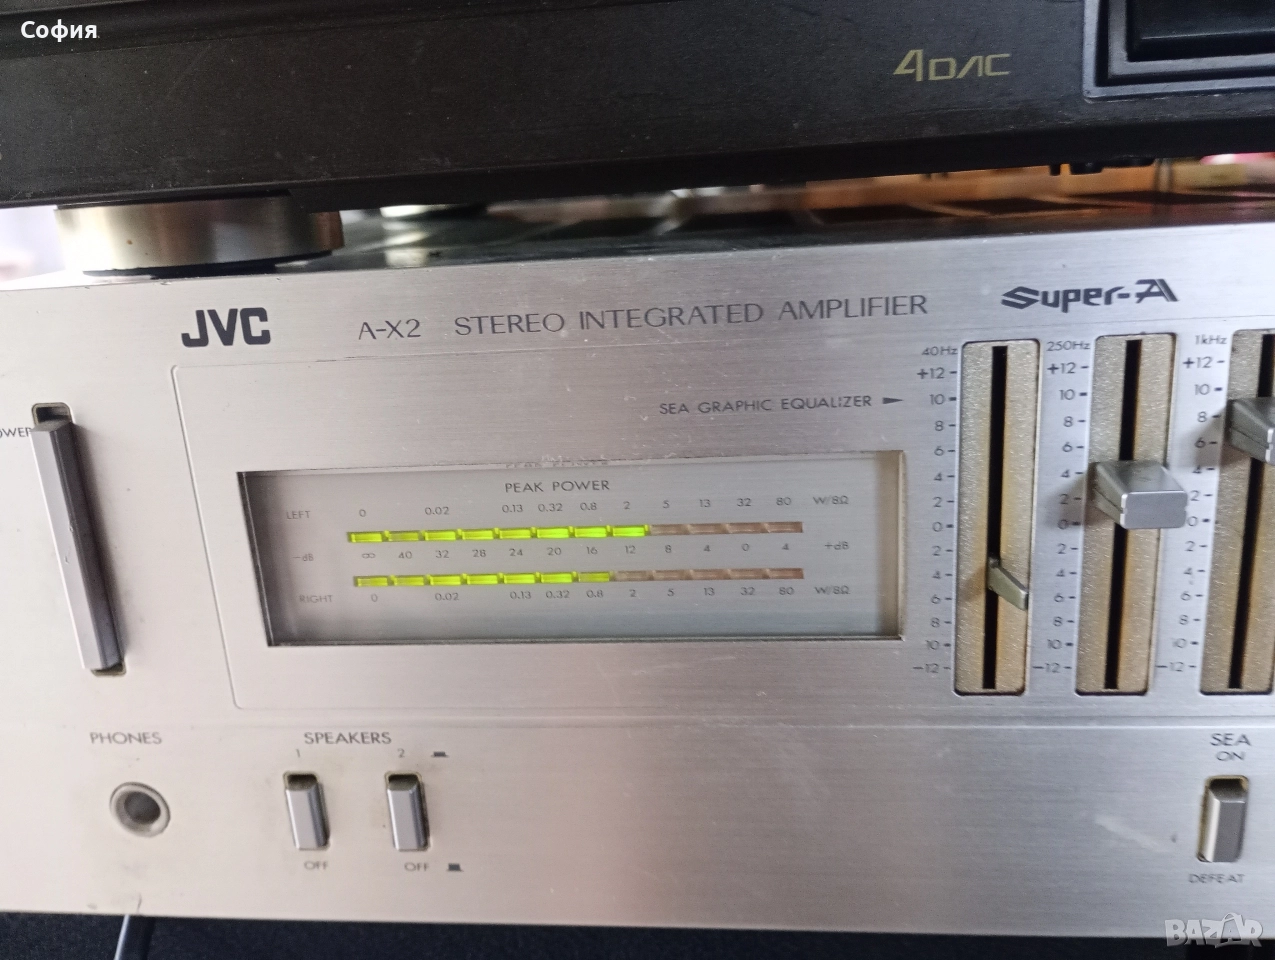 София
4DAC
JVC A-X2 STEREO INTEGRATED AMPLIFIER Super-A
40Hz 250Hz 1kHz
+12 +12 +12
10 10 10
8 8 8
6 6 6
4 4 4
2 2 2
0 0 0
2 2 2
4 4 4
6 6 6
8 8 8
10 10 10
-12 -12 -12
SEA GRAPHIC EQUALIZER
PEAK POWER
LEFT 0 0.02 0.13 0.32 0.8 2 5 13 32 80 W/8Ω
-dB ∞ 40 32 28 24 20 16 12 8 4 0 4 +dB
RIGHT 0 0.02 0.13 0.32 0.8 2 5 13 32 80 W/8Ω
PHONES
SPEAKERS
1 2
OFF OFF
SEA
ON
DEFEAT
BAZAR